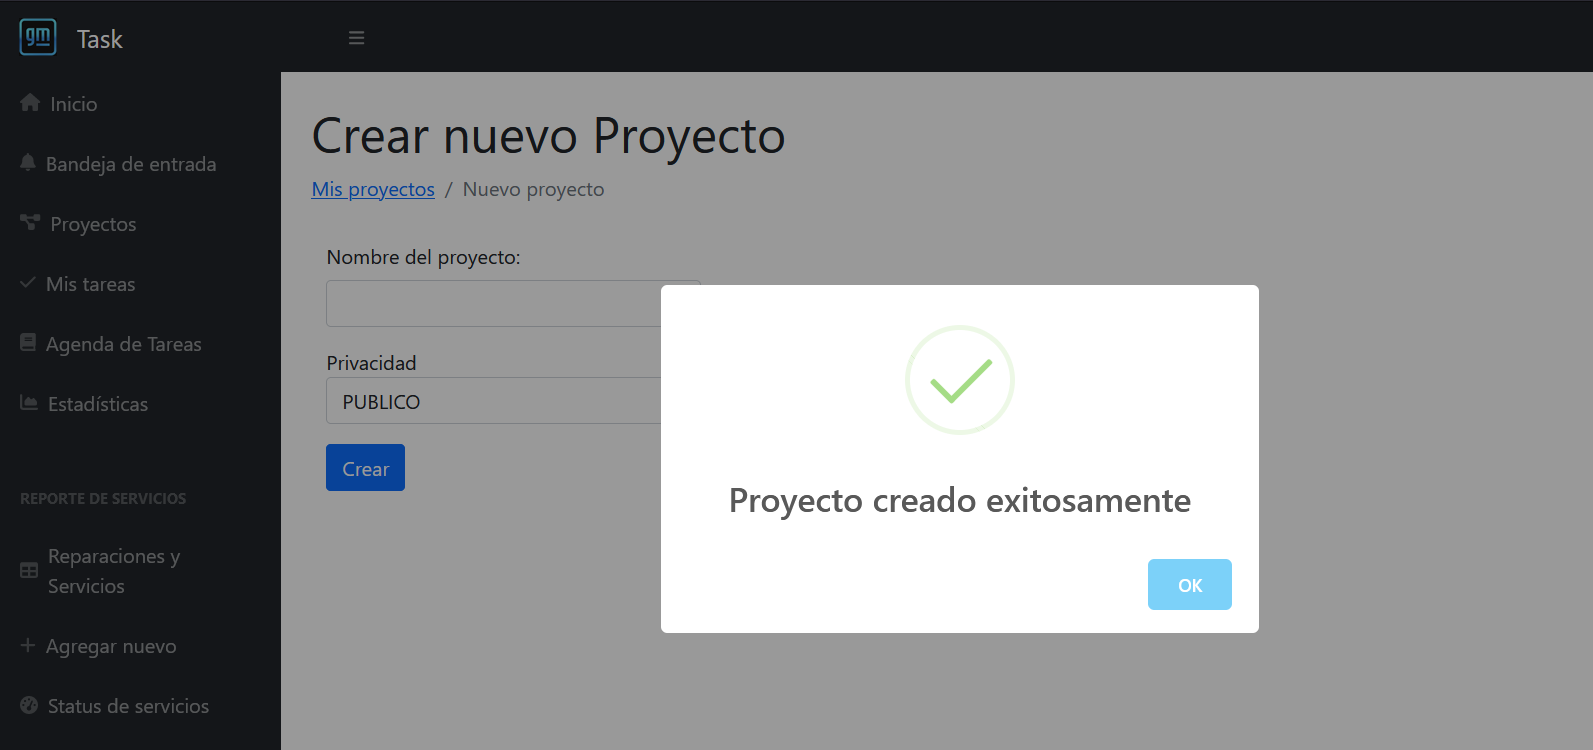 gm
Task
Inicio
Bandeja de entrada
Proyectos
Mis tareas
Agenda de Tareas
Estadísticas
REPORTE DE SERVICIOS
Reparaciones y
Servicios
Agregar nuevo
Status de servicios
Crear nuevo Proyecto
Mis proyectos / Nuevo proyecto
Nombre del proyecto:
Privacidad
PUBLICO
Crear
Proyecto creado exitosamente
OK